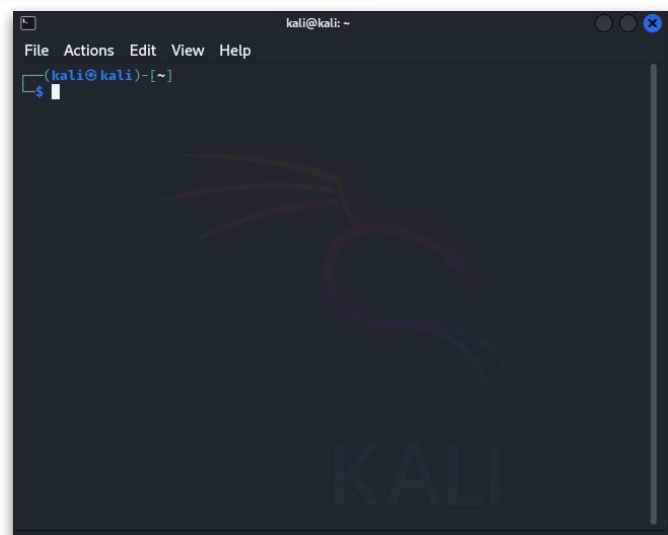 kali@kali: ~
File Actions Edit View Help
┌──(kali㉿kali)-[~]
└─$
KALI